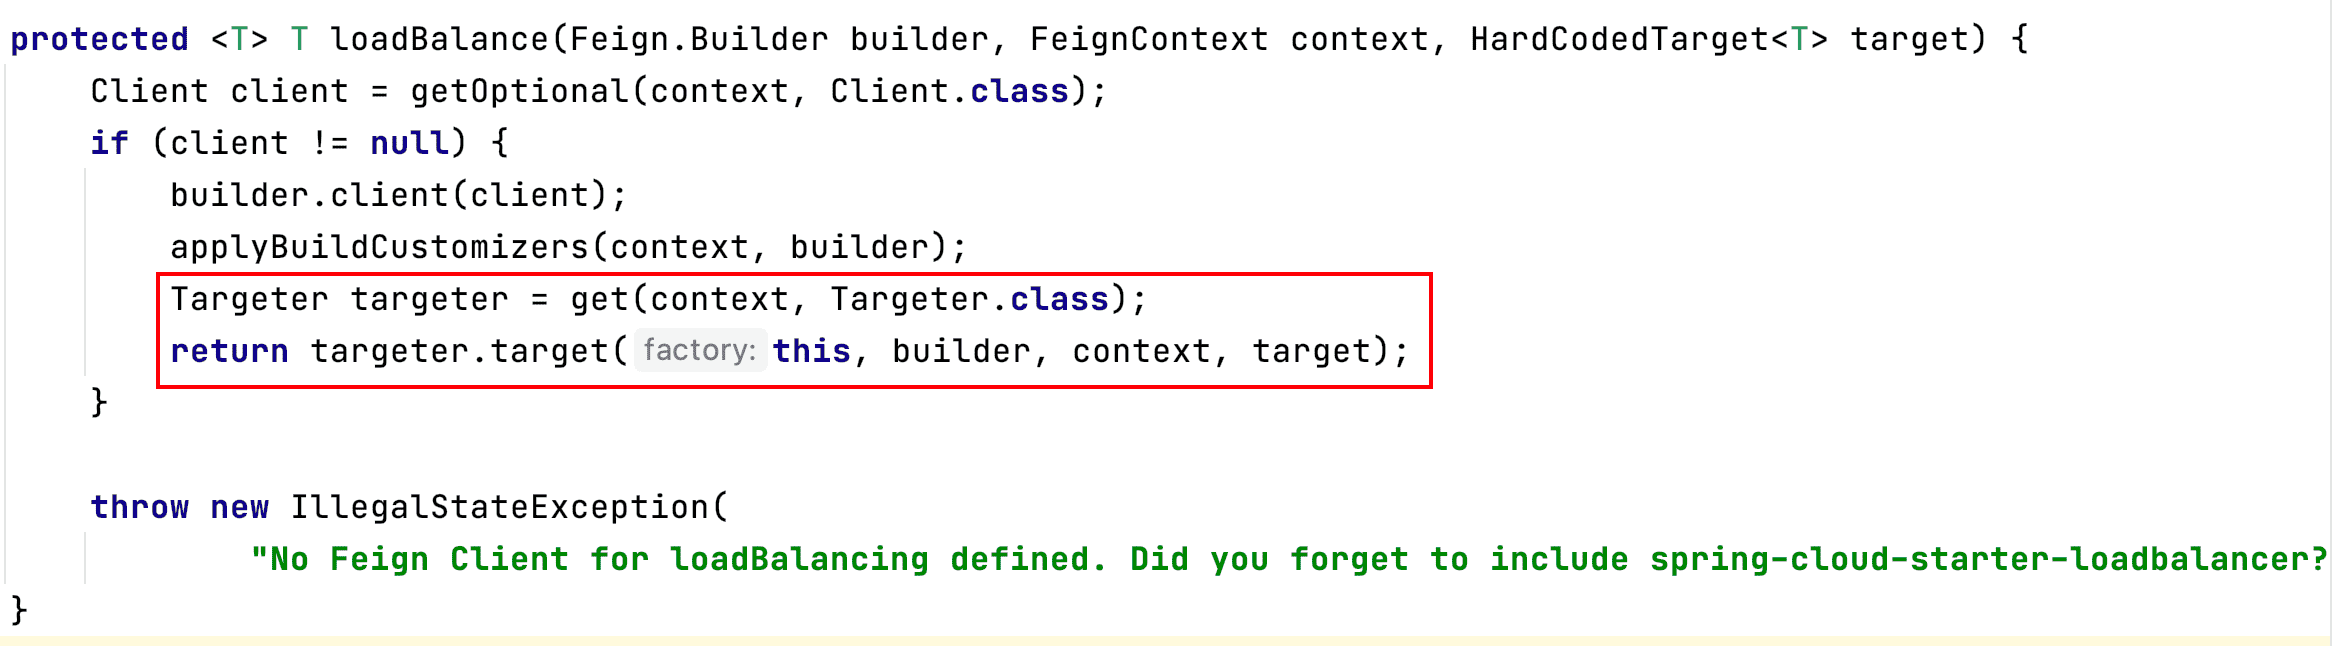 protected <T> T loadBalance(Feign.Builder builder, FeignContext context, HardCodedTarget<T> target) {
    Client client = getOptional(context, Client.class);
    if (client != null) {
        builder.client(client);
        applyBuildCustomizers(context, builder);
        Targeter targeter = get(context, Targeter.class);
        return targeter.target( factory: this, builder, context, target);
    }
    throw new IllegalStateException(
            "No Feign Client for loadBalancing defined. Did you forget to include spring-cloud-starter-loadbalancer?
}